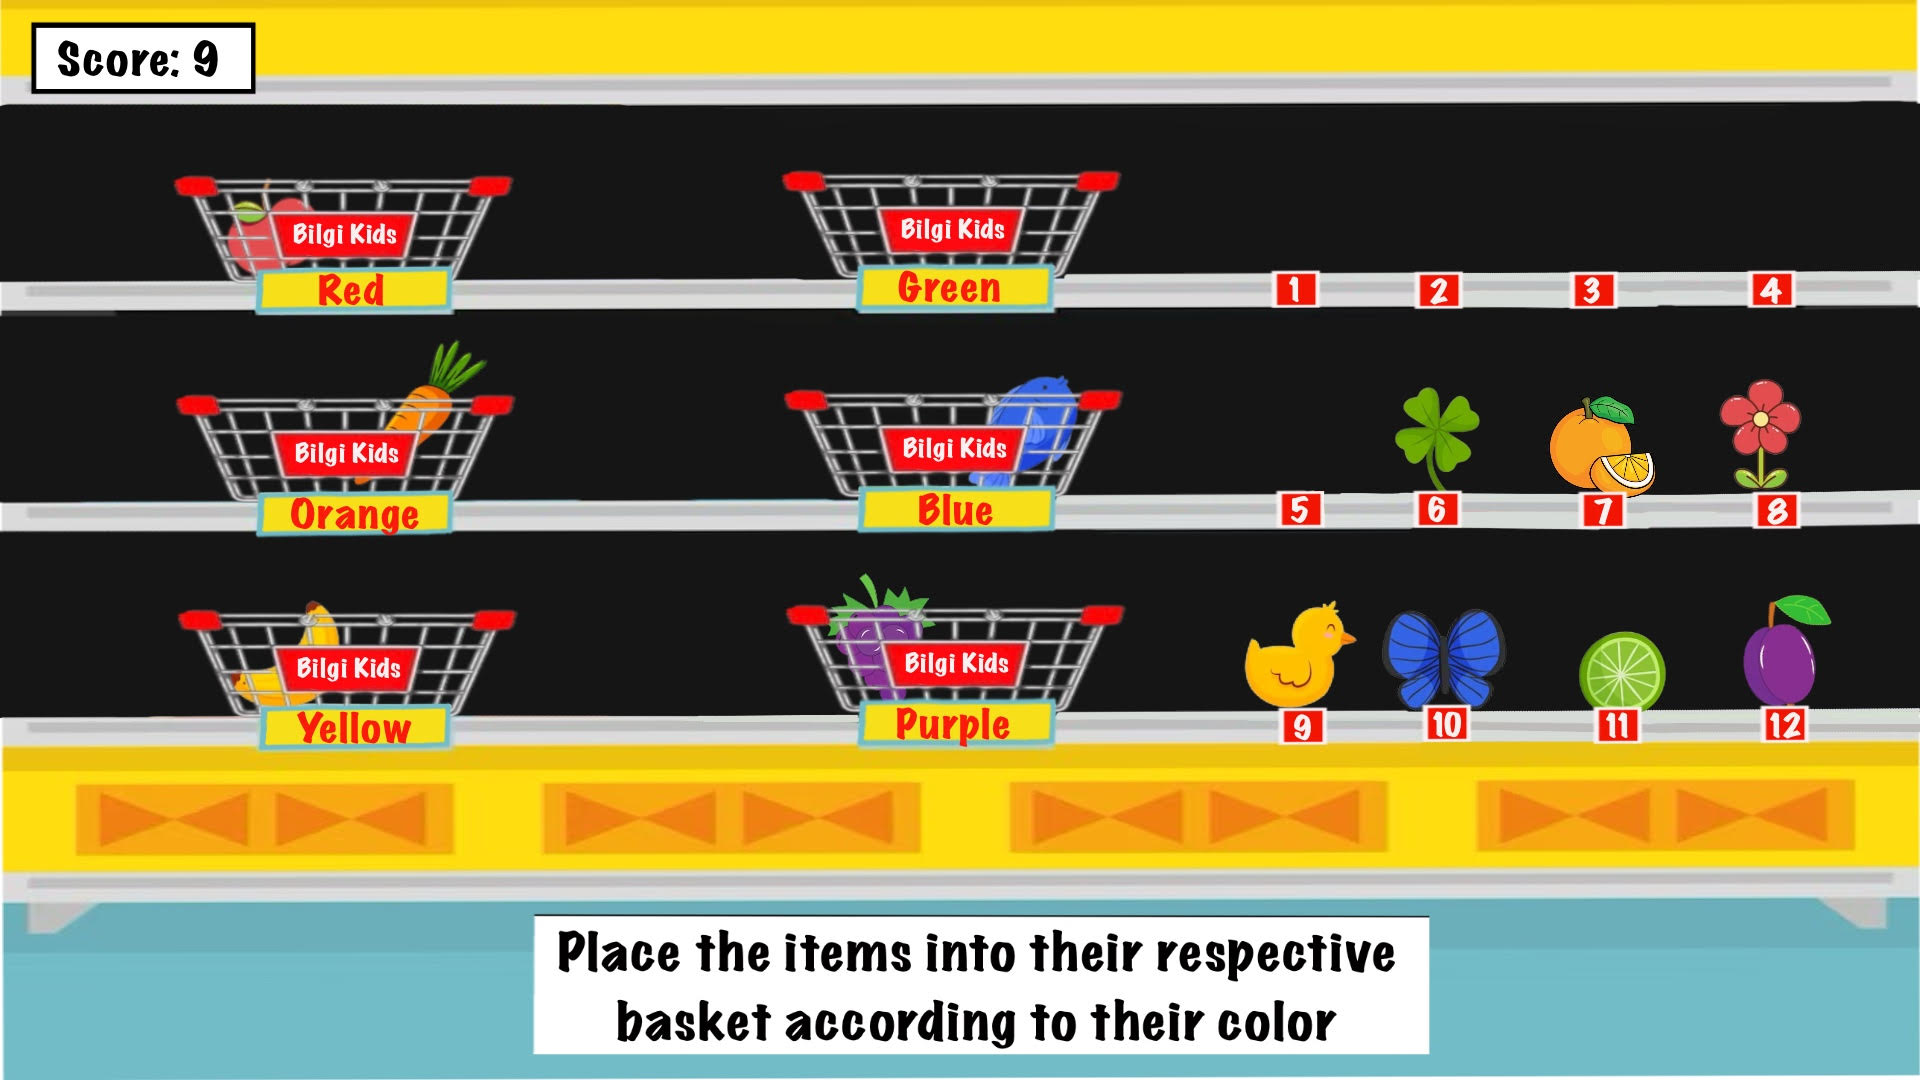 Score: 9
Bilgi Kids
Red
Bilgi Kids
Green
1
2
3
4
Bilgi Kids
Orange
Bilgi Kids
Blue
5
6
7
8
Bilgi Kids
Yellow
Bilgi Kids
Purple
9
10
11
12
Place the items into their respective
basket according to their color